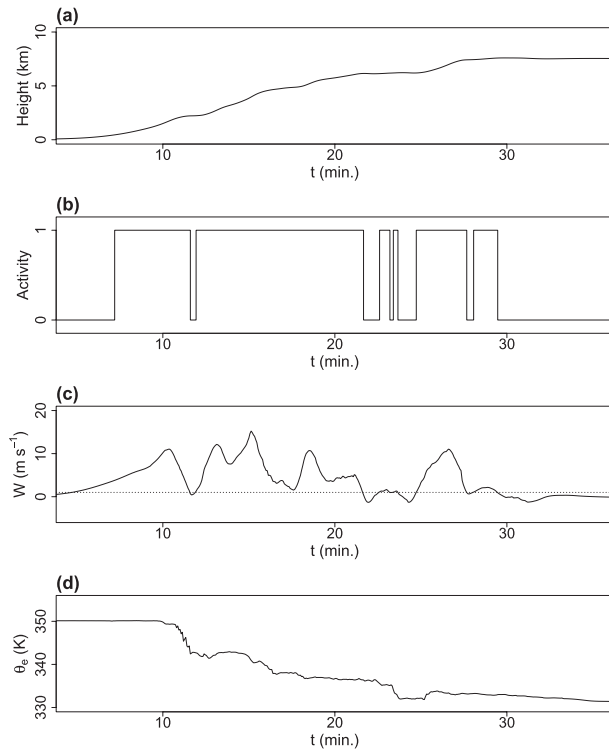 (a)
Height (km)
10
5
0
10 20 30
t (min.)
(b)
Activity
1
0
10 20 30
t (min.)
(c)
W (m s⁻¹)
20
10
0
10 20 30
t (min.)
(d)
θe (K)
350
340
330
10 20 30
t (min.)